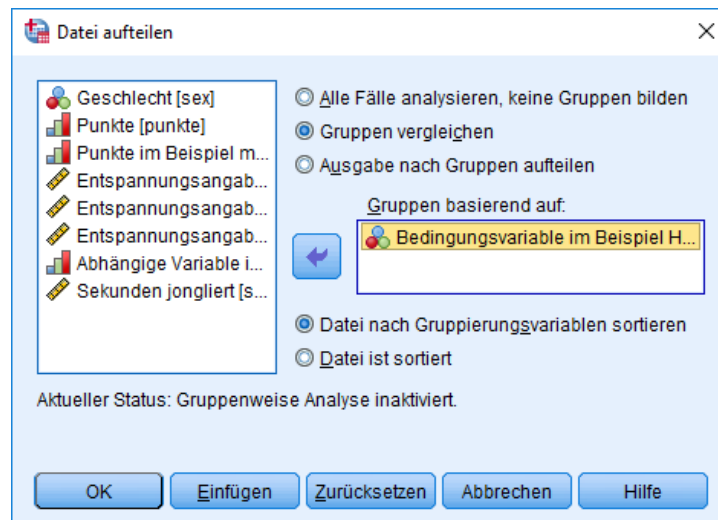 Datei aufteilen
Geschlecht [sex]
Punkte [punkte]
Punkte im Beispiel m...
Entspannungsangab...
Entspannungsangab...
Entspannungsangab...
Abhängige Variable i...
Sekunden jongliert [s...
Alle Fälle analysieren, keine Gruppen bilden
Gruppen vergleichen
Ausgabe nach Gruppen aufteilen
Gruppen basierend auf:
Bedingungsvariable im Beispiel H...
Datei nach Gruppierungsvariablen sortieren
Datei ist sortiert
Aktueller Status: Gruppenweise Analyse inaktiviert.
OK
Einfügen
Zurücksetzen
Abbrechen
Hilfe